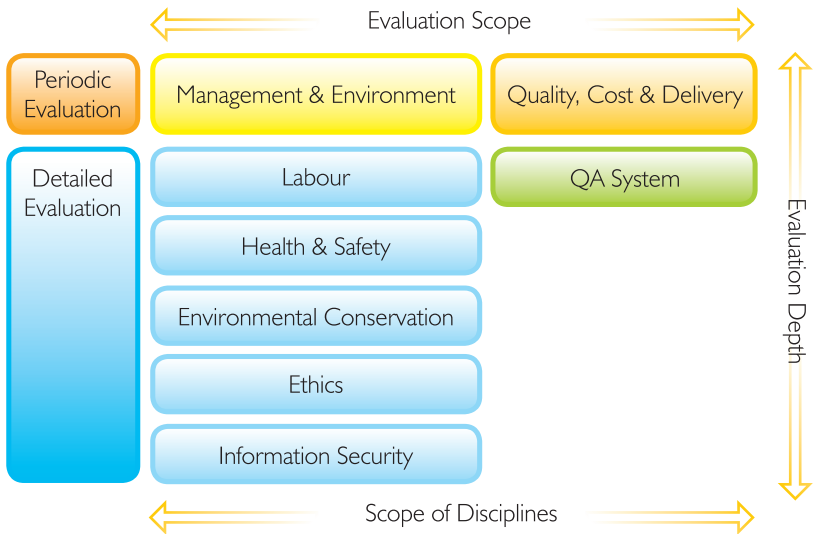 Evaluation Scope
Periodic
Evaluation
Management & Environment
Quality, Cost & Delivery
Detailed
Evaluation
Labour
QA System
Health & Safety
Environmental Conservation
Ethics
Information Security
Evaluation Depth
Scope of Disciplines